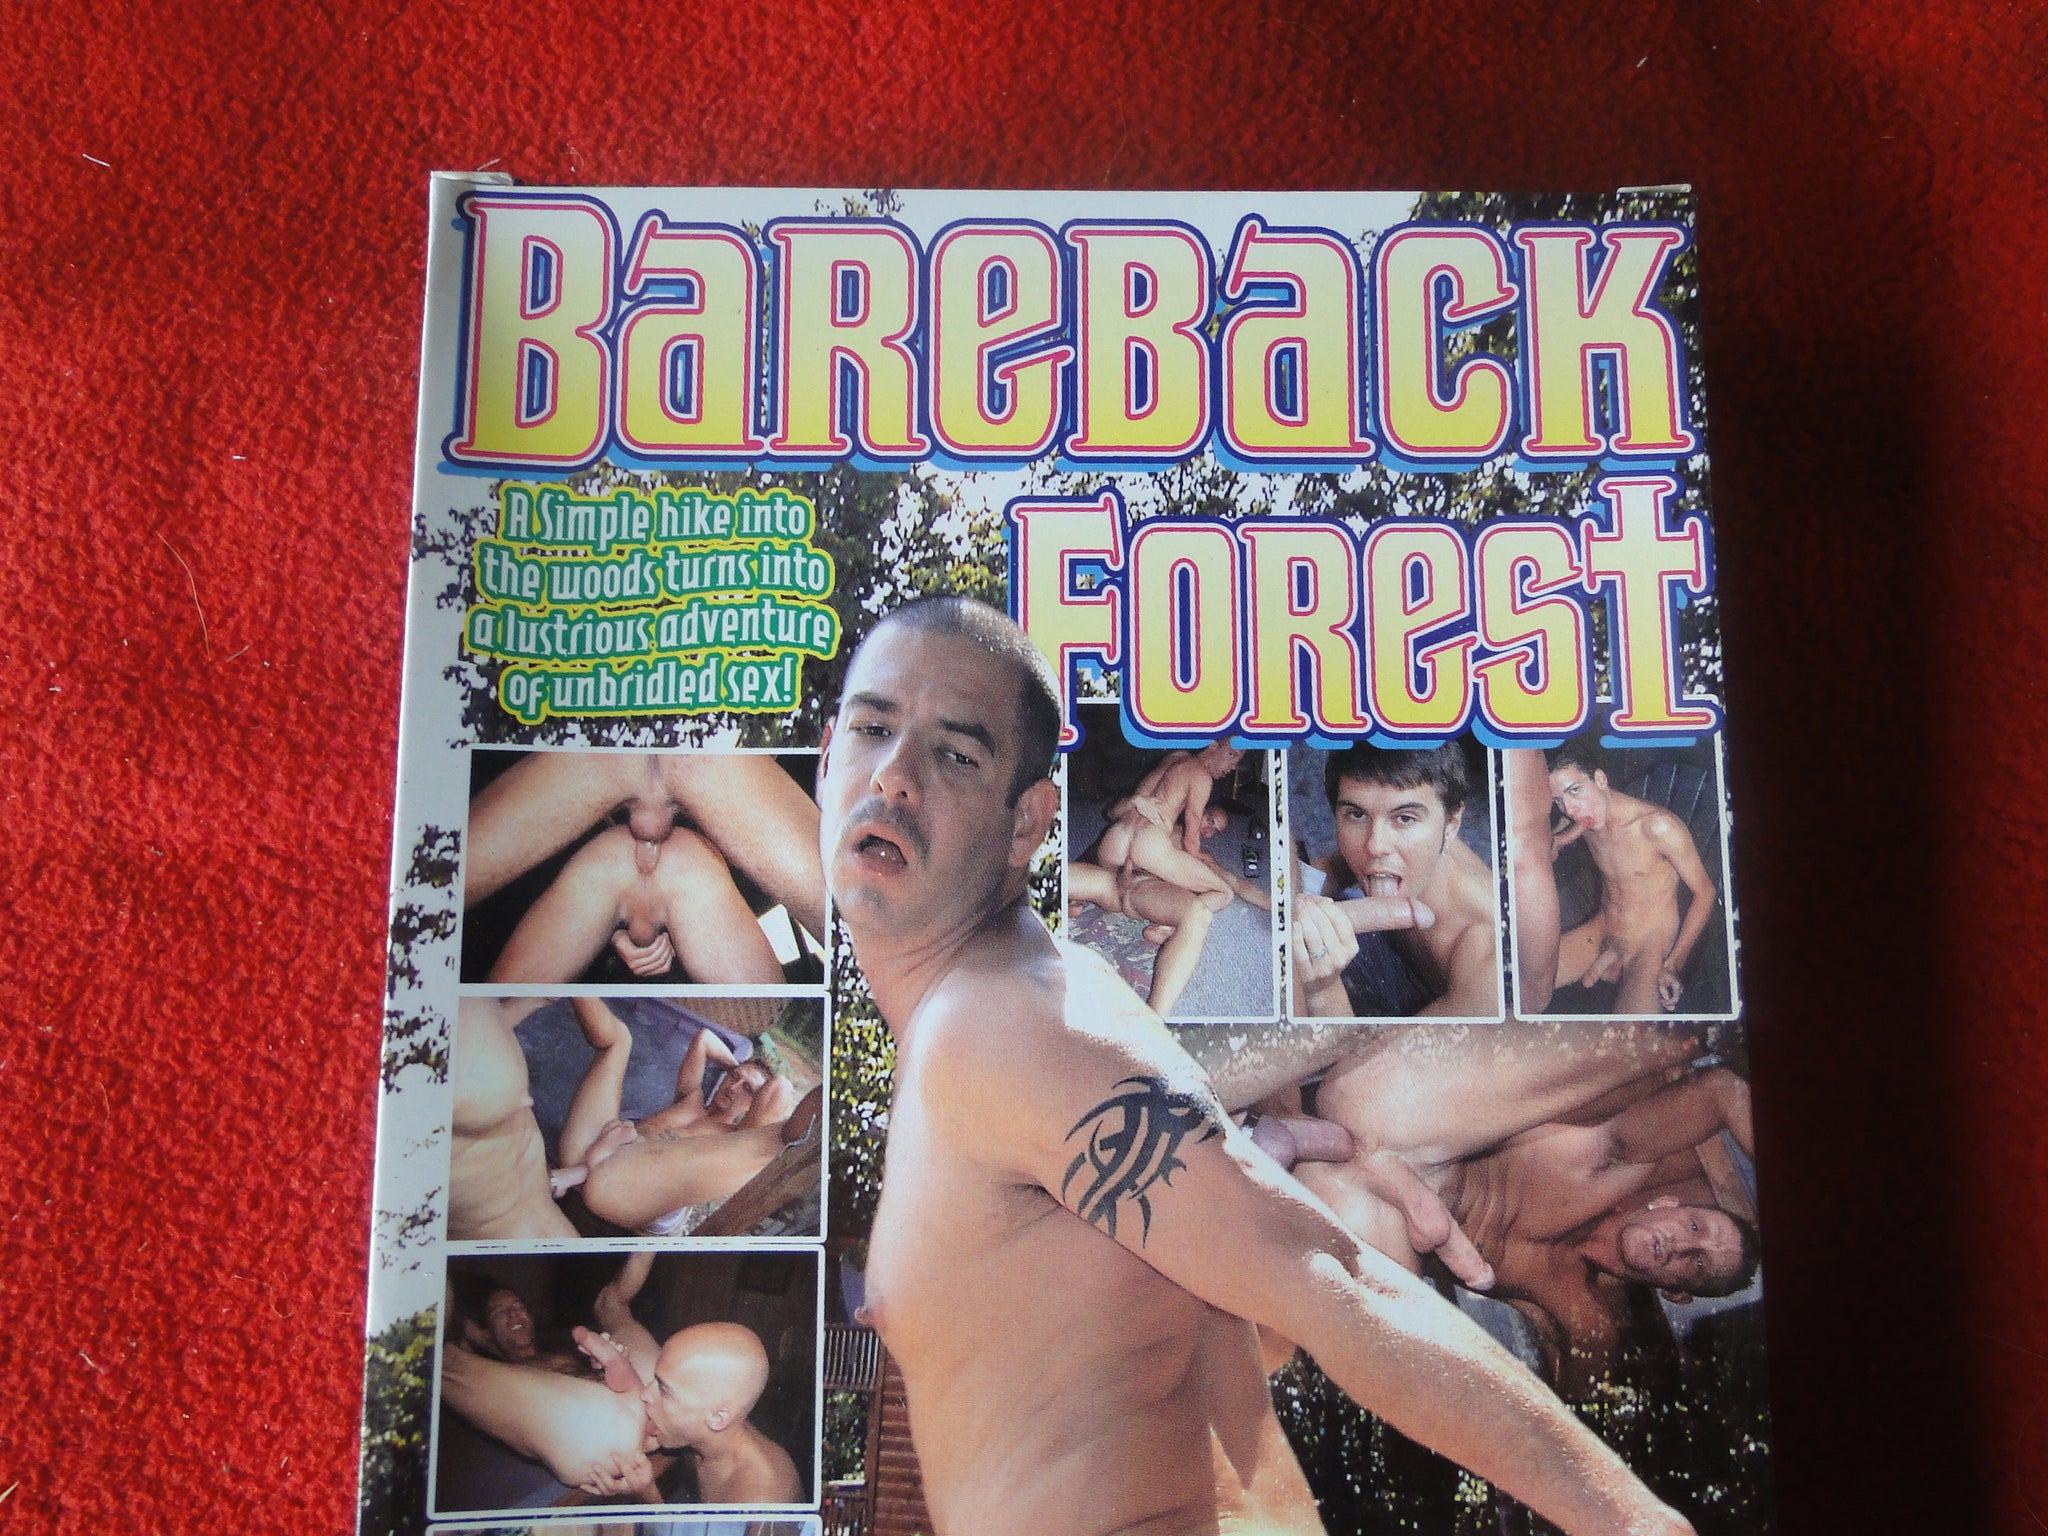 Bareback
Forest
A Simple hike into
the woods turns into
a lustrious adventure
of unbridled sex!